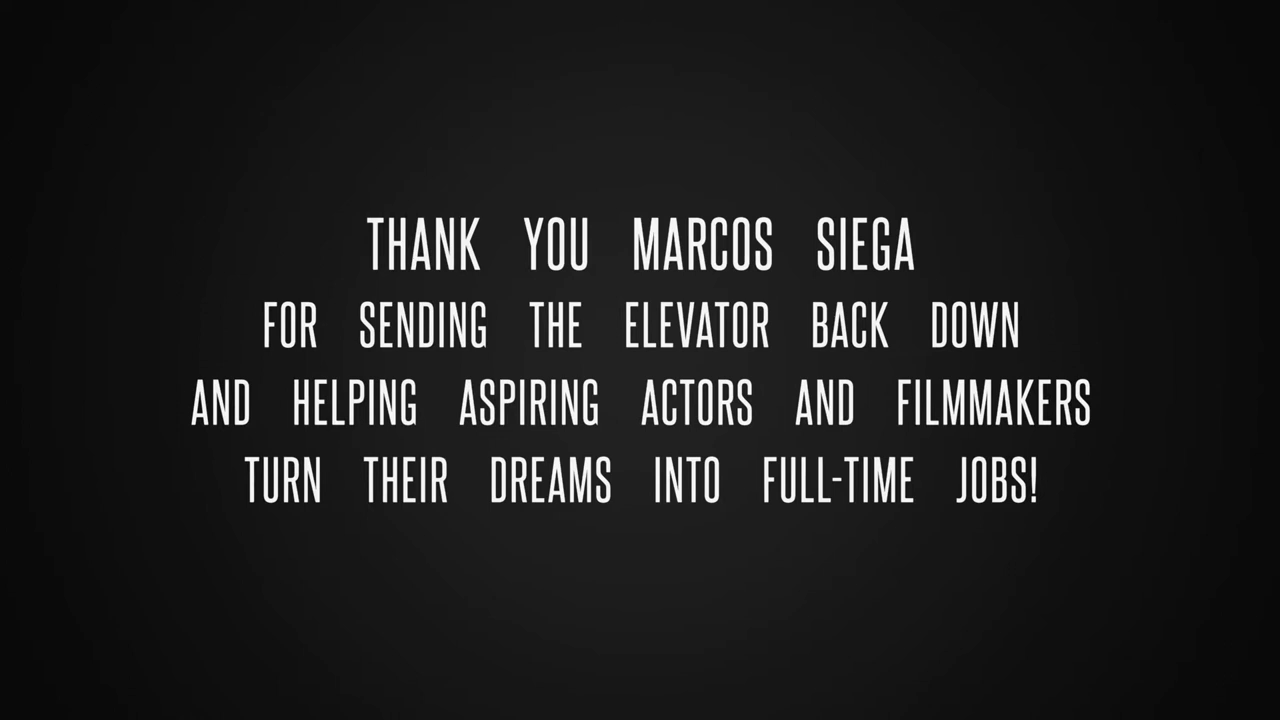 THANK YOU MARCOS SIEGA
FOR SENDING THE ELEVATOR BACK DOWN
AND HELPING ASPIRING ACTORS AND FILMMAKERS
TURN THEIR DREAMS INTO FULL-TIME JOBS!